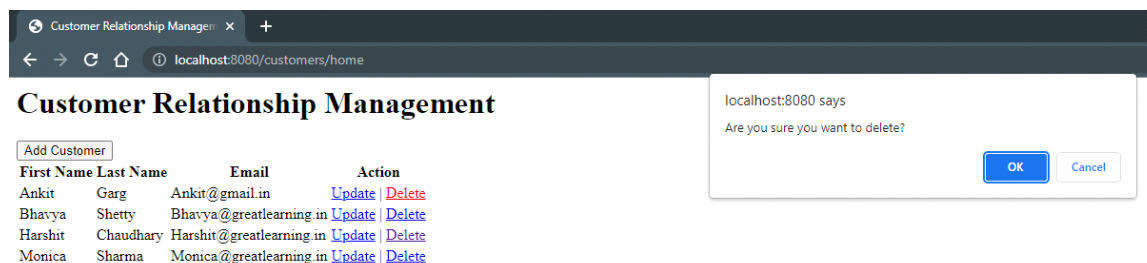 Customer Relationship Managem
localhost:8080/customers/home
Customer Relationship Management
localhost:8080 says
Are you sure you want to delete?
OK Cancel
Add Customer
First Name Last Name Email Action
Ankit Garg Ankit@gmail.in Update | Delete
Bhavya Shetty Bhavya@greatlearning.in Update | Delete
Harshit Chaudhary Harshit@greatlearning.in Update | Delete
Monica Sharma Monica@greatlearning.in Update | Delete